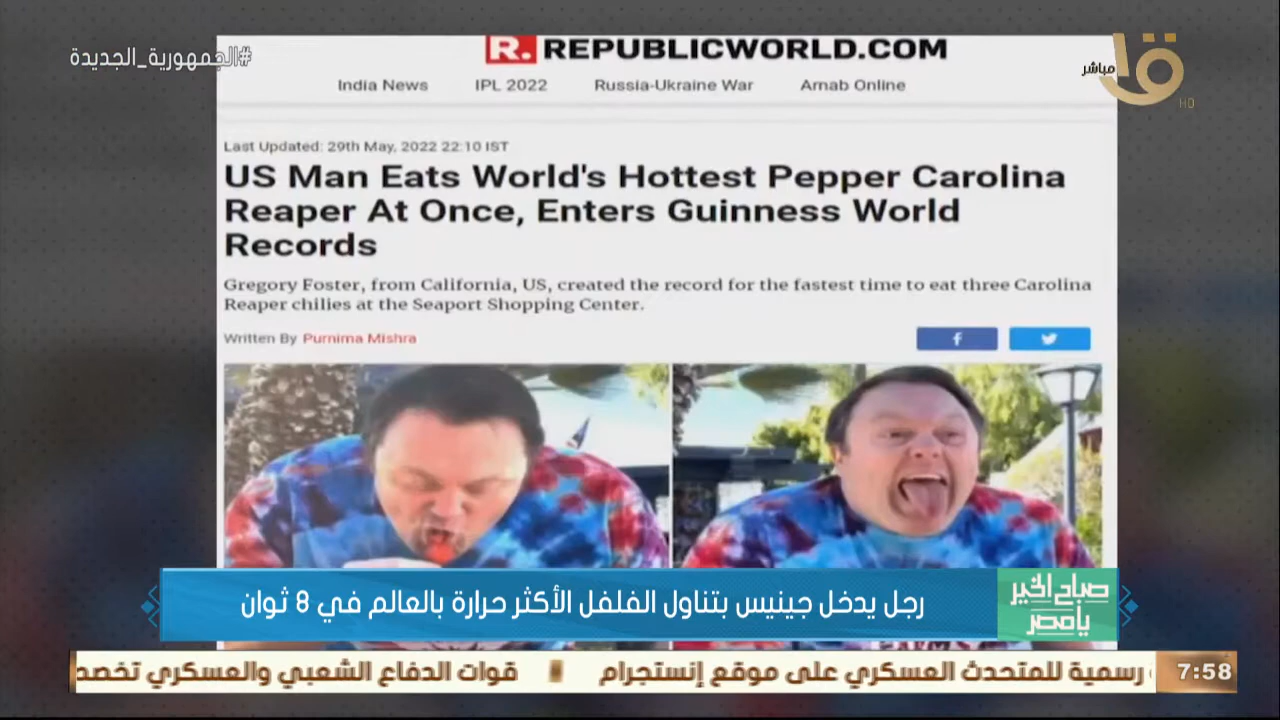 #الجمهورية_الجديدة
R. REPUBLICWORLD.COM
مباشر
HD
India News IPL 2022 Russia-Ukraine War Arnab Online
Last Updated: 29th May, 2022 22:10 IST
US Man Eats World's Hottest Pepper Carolina
Reaper At Once, Enters Guinness World
Records
Gregory Foster, from California, US, created the record for the fastest time to eat three Carolina
Reaper chilies at the Seaport Shopping Center.
Written By Purnima Mishra
رجل يدخل جينيس بتناول الفلفل الأكثر حرارة بالعالم في 8 ثوان
صباح الخير
يا مصر
رسمية للمتحدث العسكري على موقع إنستجرام قوات الدفاع الشعبي والعسكري تخصد
7:58